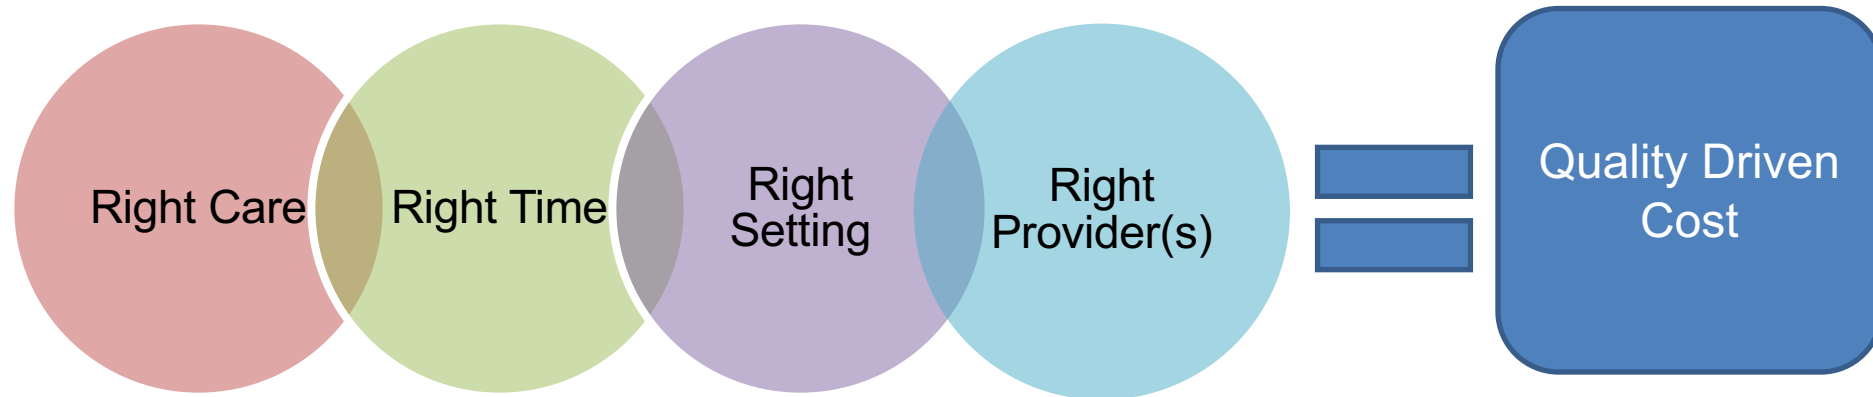 Right Care
Right Time
Right
Setting
Right
Provider(s)
Quality Driven
Cost